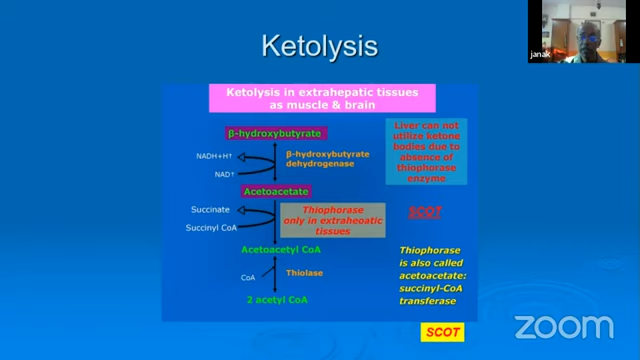 janak
Ketolysis
Ketolysis in extrahepatic tissues
as muscle & brain
β-hydroxybutyrate
NADH+H↑
NAD↑
β-hydroxybutyrate
dehydrogenase
Liver can not
utilize ketone
bodies due to
absence of
thiophorase
enzyme
Acetoacetate
Succinate
Succinyl CoA
Thiophorase
only in extraheoatic
tissues
SCOT
Acetoacetyl CoA
CoA
Thiolase
2 acetyl CoA
Thiophorase
is also called
acetoacetate:
succinyl-CoA
transferase
SCOT
zoom